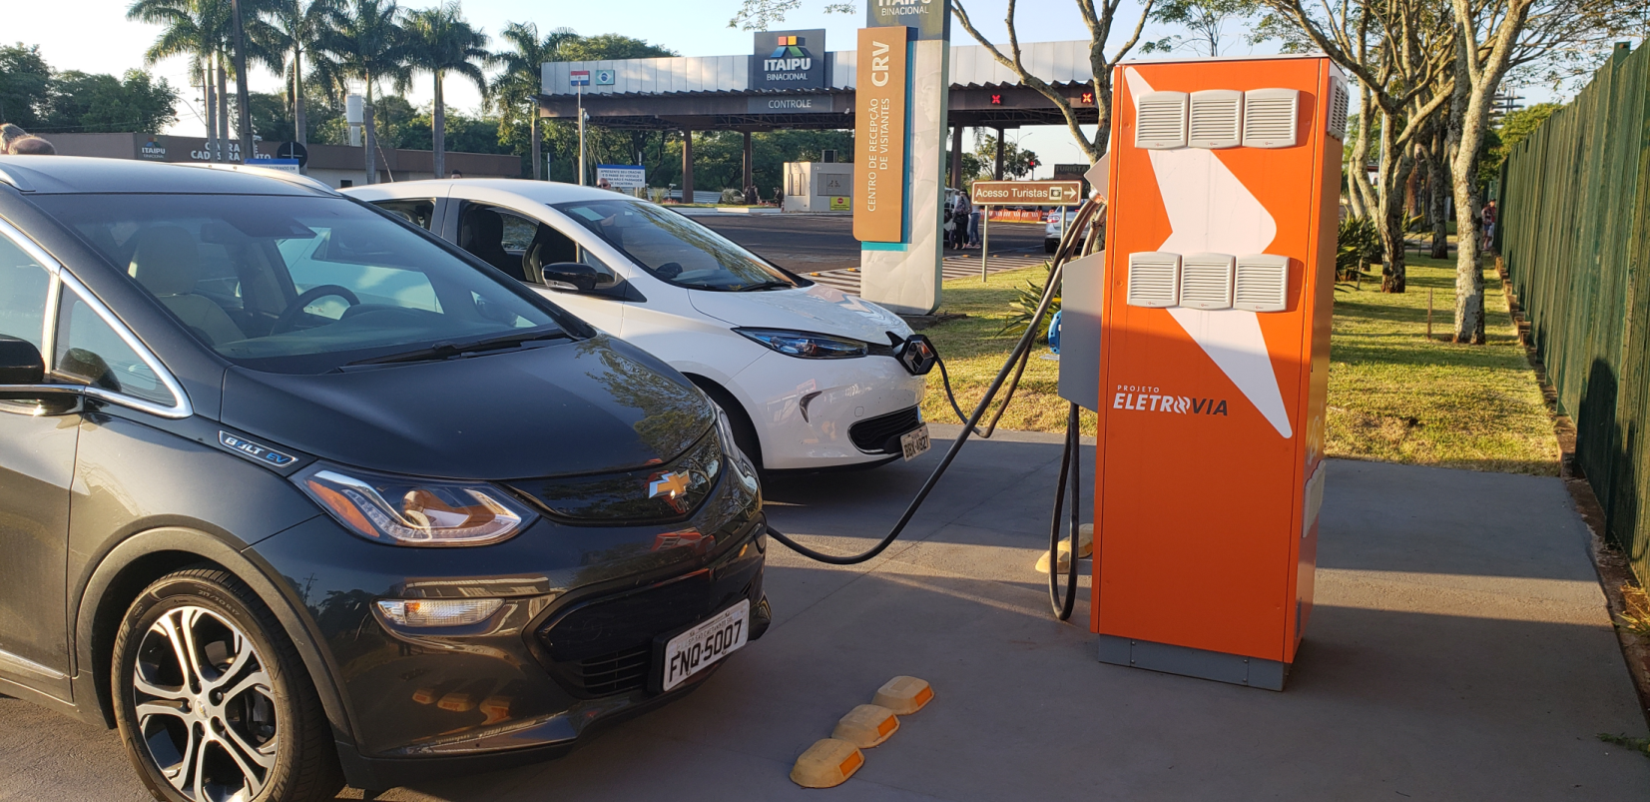 ITAIPU
BINACIONAL
ITAIPU
BINACIONAL
CONTROLE
CRV
CENTRO DE RECEPÇÃO
DE VISITANTES
ITAIPU
Acesso Turistas
PROJETO
ELETROVIA
BOLT EV
FNQ-5007